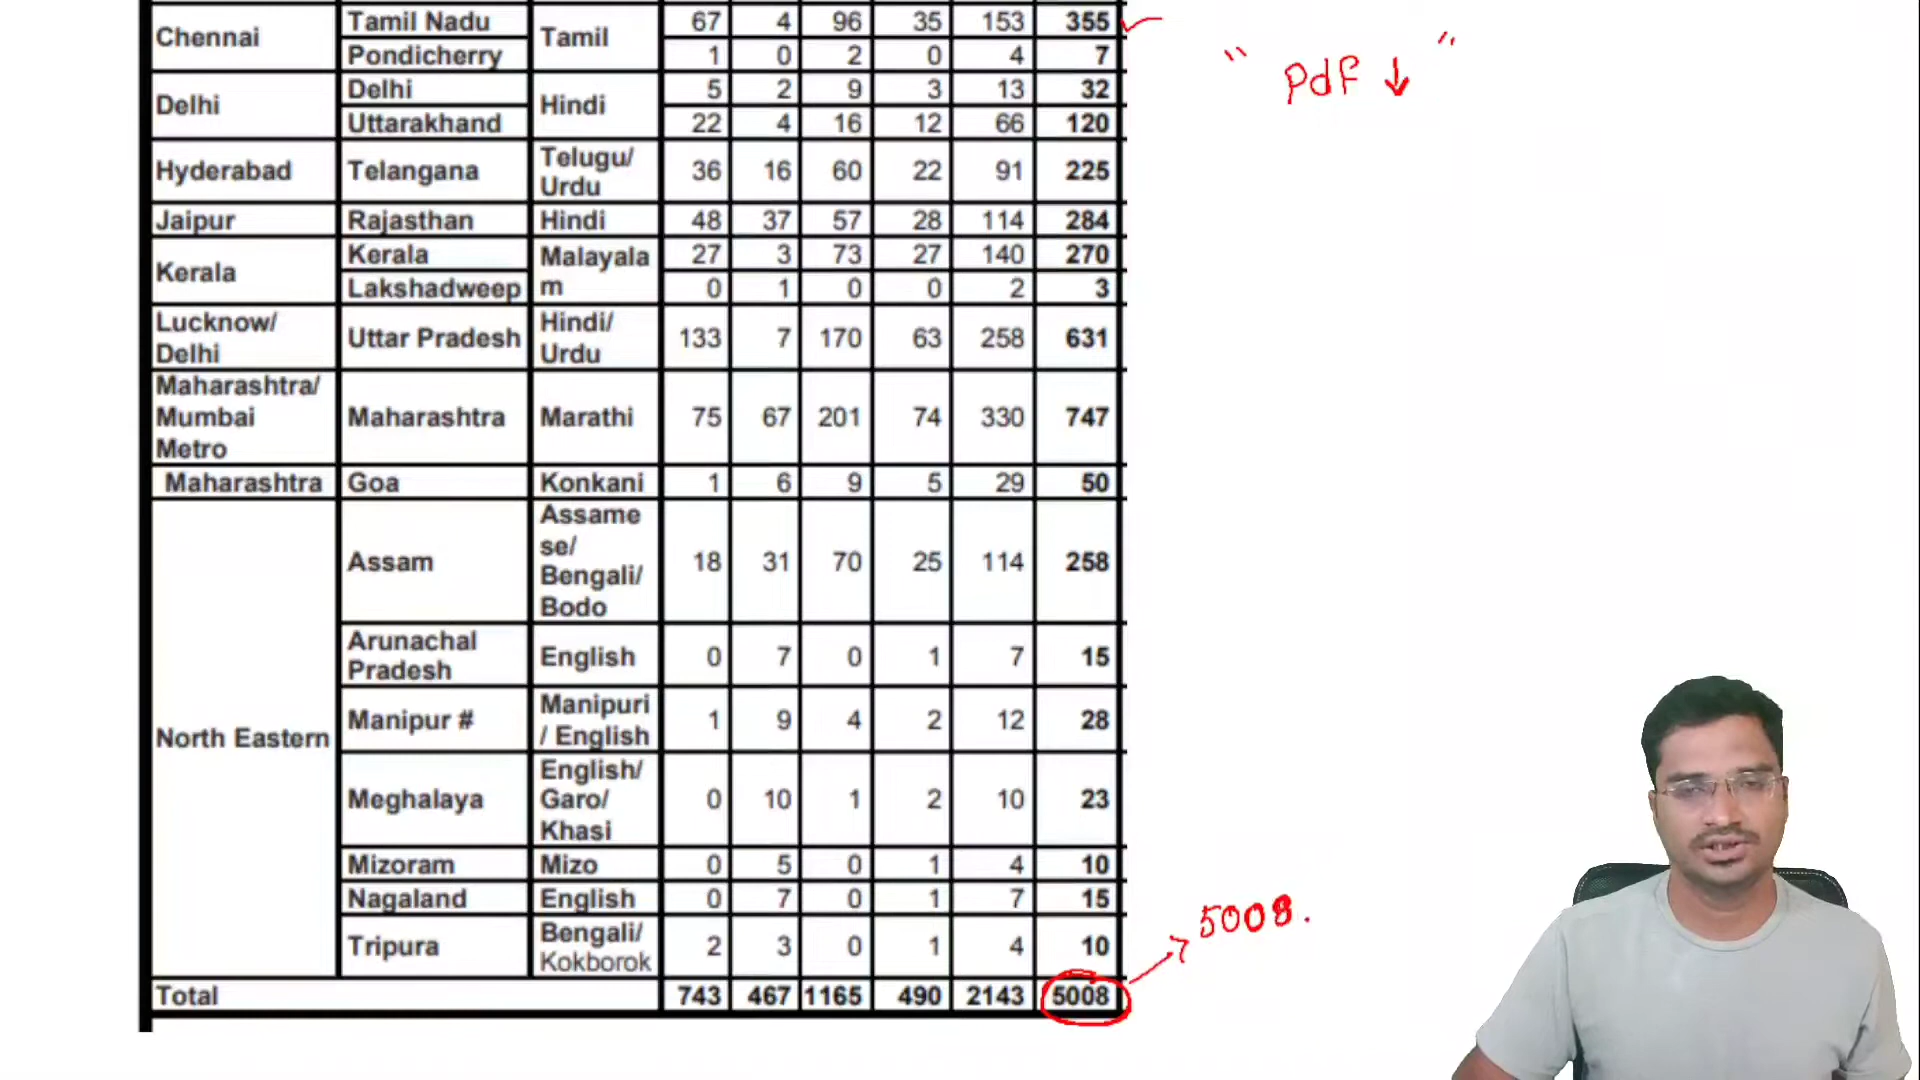 Chennai Tamil Nadu Tamil 67 4 96 35 153 355
Pondicherry 1 0 2 0 4 7
" Pdf ↓ "
Delhi Delhi Hindi 5 2 9 3 13 32
Uttarakhand 22 4 16 12 66 120
Hyderabad Telangana Telugu/ Urdu 36 16 60 22 91 225
Jaipur Rajasthan Hindi 48 37 57 28 114 284
Kerala Kerala Malayala m 27 3 73 27 140 270
Lakshadweep 0 1 0 0 2 3
Lucknow/ Delhi Uttar Pradesh Hindi/ Urdu 133 7 170 63 258 631
Maharashtra/ Mumbai Metro Maharashtra Marathi 75 67 201 74 330 747
Maharashtra Goa Konkani 1 6 9 5 29 50
North Eastern Assam Assame se/ Bengali/ Bodo 18 31 70 25 114 258
Arunachal Pradesh English 0 7 0 1 7 15
Manipur # Manipuri / English 1 9 4 2 12 28
Meghalaya English/ Garo/ Khasi 0 10 1 2 10 23
Mizoram Mizo 0 5 0 1 4 10
Nagaland English 0 7 0 1 7 15
Tripura Bengali/ Kokborok 2 3 0 1 4 10
Total 743 467 1165 490 2143 5008
5008.